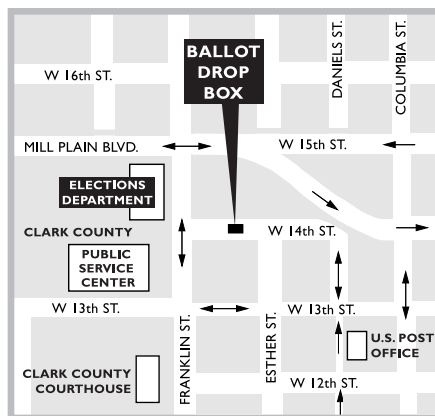 BALLOT
DROP
BOX
DANIELS ST.
COLUMBIA ST.
W 16th ST.
MILL PLAIN BLVD.
W 15th ST.
ELECTIONS
DEPARTMENT
CLARK COUNTY
W 14th ST.
PUBLIC
SERVICE
CENTER
W 13th ST.
FRANKLIN ST.
ESTHER ST.
W 13th ST.
U.S. POST
OFFICE
CLARK COUNTY
COURTHOUSE
W 12th ST.